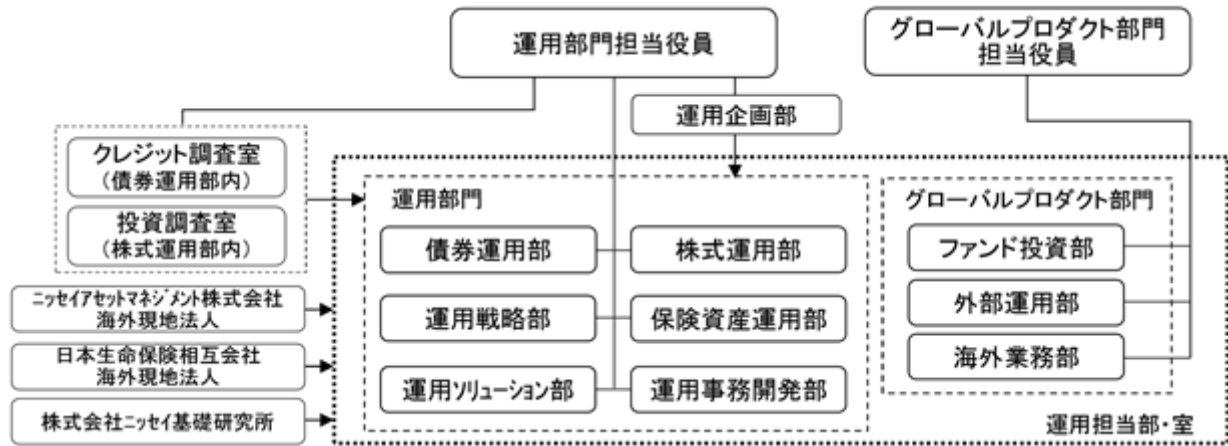 運用部門担当役員
グローバルプロダクト部門
担当役員
運用企画部
クレジット調査室
(債券運用部内)
投資調査室
(株式運用部内)
運用部門
債券運用部
株式運用部
運用戦略部
保険資産運用部
運用ソリューション部
運用事務開発部
グローバルプロダクト部門
ファンド投資部
外部運用部
海外業務部
ニッセイアセットマネジメント株式会社
海外現地法人
日本生命保険相互会社
海外現地法人
株式会社ニッセイ基礎研究所
運用担当部・室